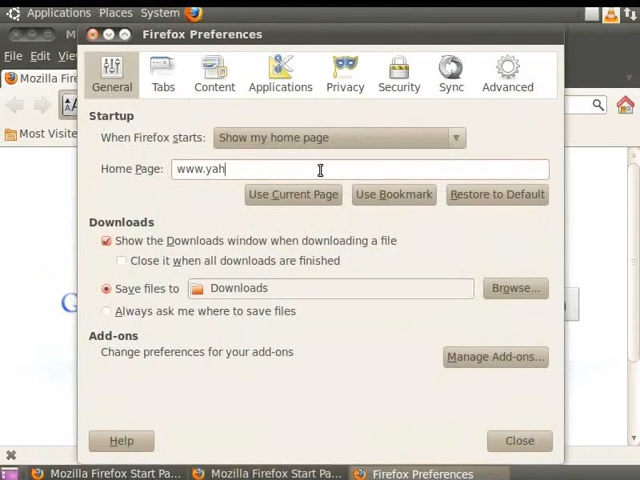 Applications Places System
Firefox Preferences
File Edit
Mozilla Fire
Most Visite
General Tabs Content Applications Privacy Security Sync Advanced
Startup
When Firefox starts: Show my home page
Home Page: www.yah
Use Current Page Use Bookmark Restore to Default
Downloads
Show the Downloads window when downloading a file
Close it when all downloads are finished
Save files to Downloads Browse...
Always ask me where to save files
Add-ons
Change preferences for your add-ons
Manage Add-ons...
Help Close
Mozilla Firefox Start Pa... Mozilla Firefox Start Pa... Firefox Preferences